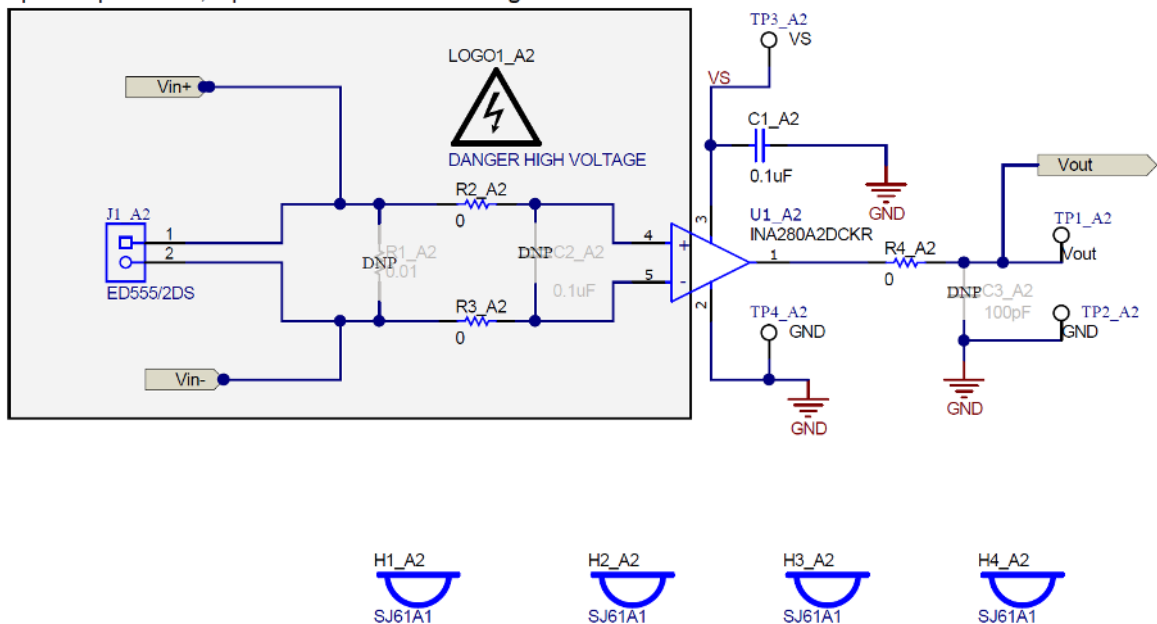 TP3_A2
VS
LOGO1_A2
VS
Vin+
C1_A2
DANGER HIGH VOLTAGE
0.1uF
Vout
R2_A2
0
GND
J1_A2
3
U1_A2
INA280A2DCKR
TP1_A2
1
2
4
+
R4_A2
Vout
R1_A2
DNP
0.01
DNP
C2_A2
1
5
-
0
ED555/2DS
0.1uF
DNP
C3_A2
100pF
R3_A2
0
2
TP4_A2
GND
TP2_A2
GND
Vin-
GND
GND
H1_A2
H2_A2
H3_A2
H4_A2
SJ61A1
SJ61A1
SJ61A1
SJ61A1